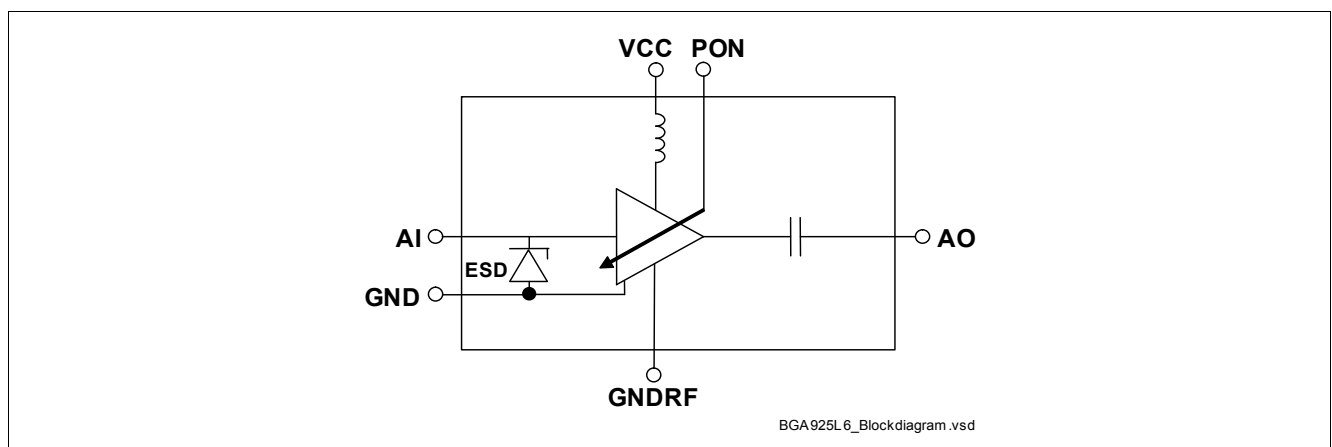 VCC PON
AI
ESD
AO
GND
GNDRF
BGA925L6_Blockdiagram.vsd